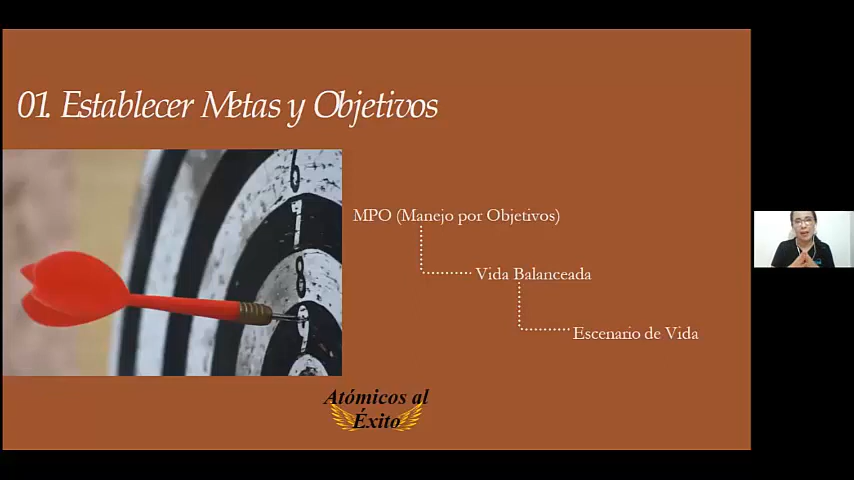 01. Establecer Metas y Objetivos
MPO (Manejo por Objetivos)
Vida Balanceada
Escenario de Vida
Atómicos al
Éxito